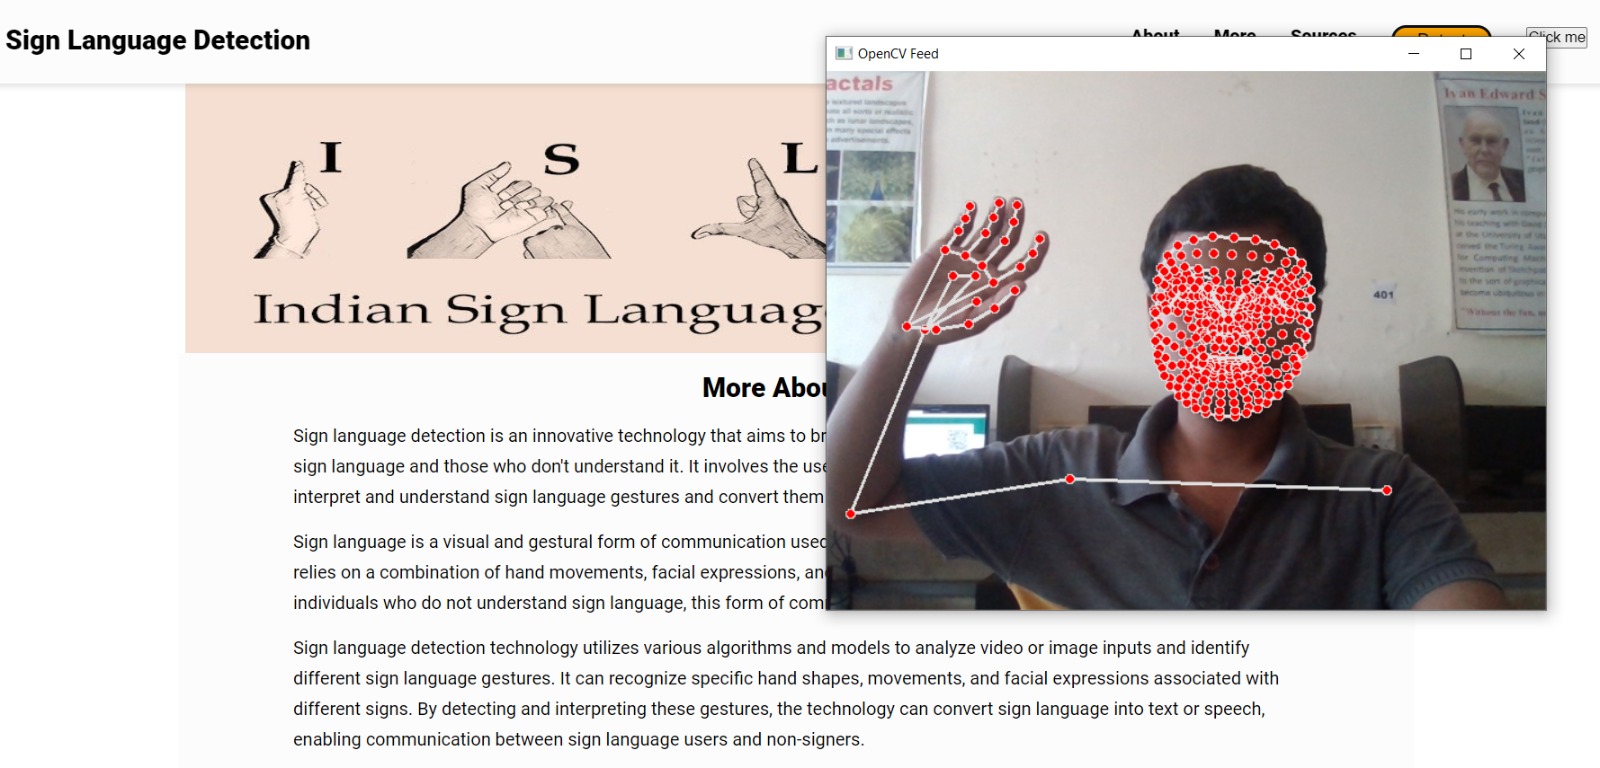 Sign Language Detection
About More Sources
Click me
OpenCV Feed
I S L
Indian Sign Languag
More Abou
Sign language detection is an innovative technology that aims to br
sign language and those who don't understand it. It involves the use
interpret and understand sign language gestures and convert them
Sign language is a visual and gestural form of communication used
relies on a combination of hand movements, facial expressions, an
individuals who do not understand sign language, this form of com
Sign language detection technology utilizes various algorithms and models to analyze video or image inputs and identify
different sign language gestures. It can recognize specific hand shapes, movements, and facial expressions associated with
different signs. By detecting and interpreting these gestures, the technology can convert sign language into text or speech,
enabling communication between sign language users and non-signers.
actals
Ivan Edward S
401